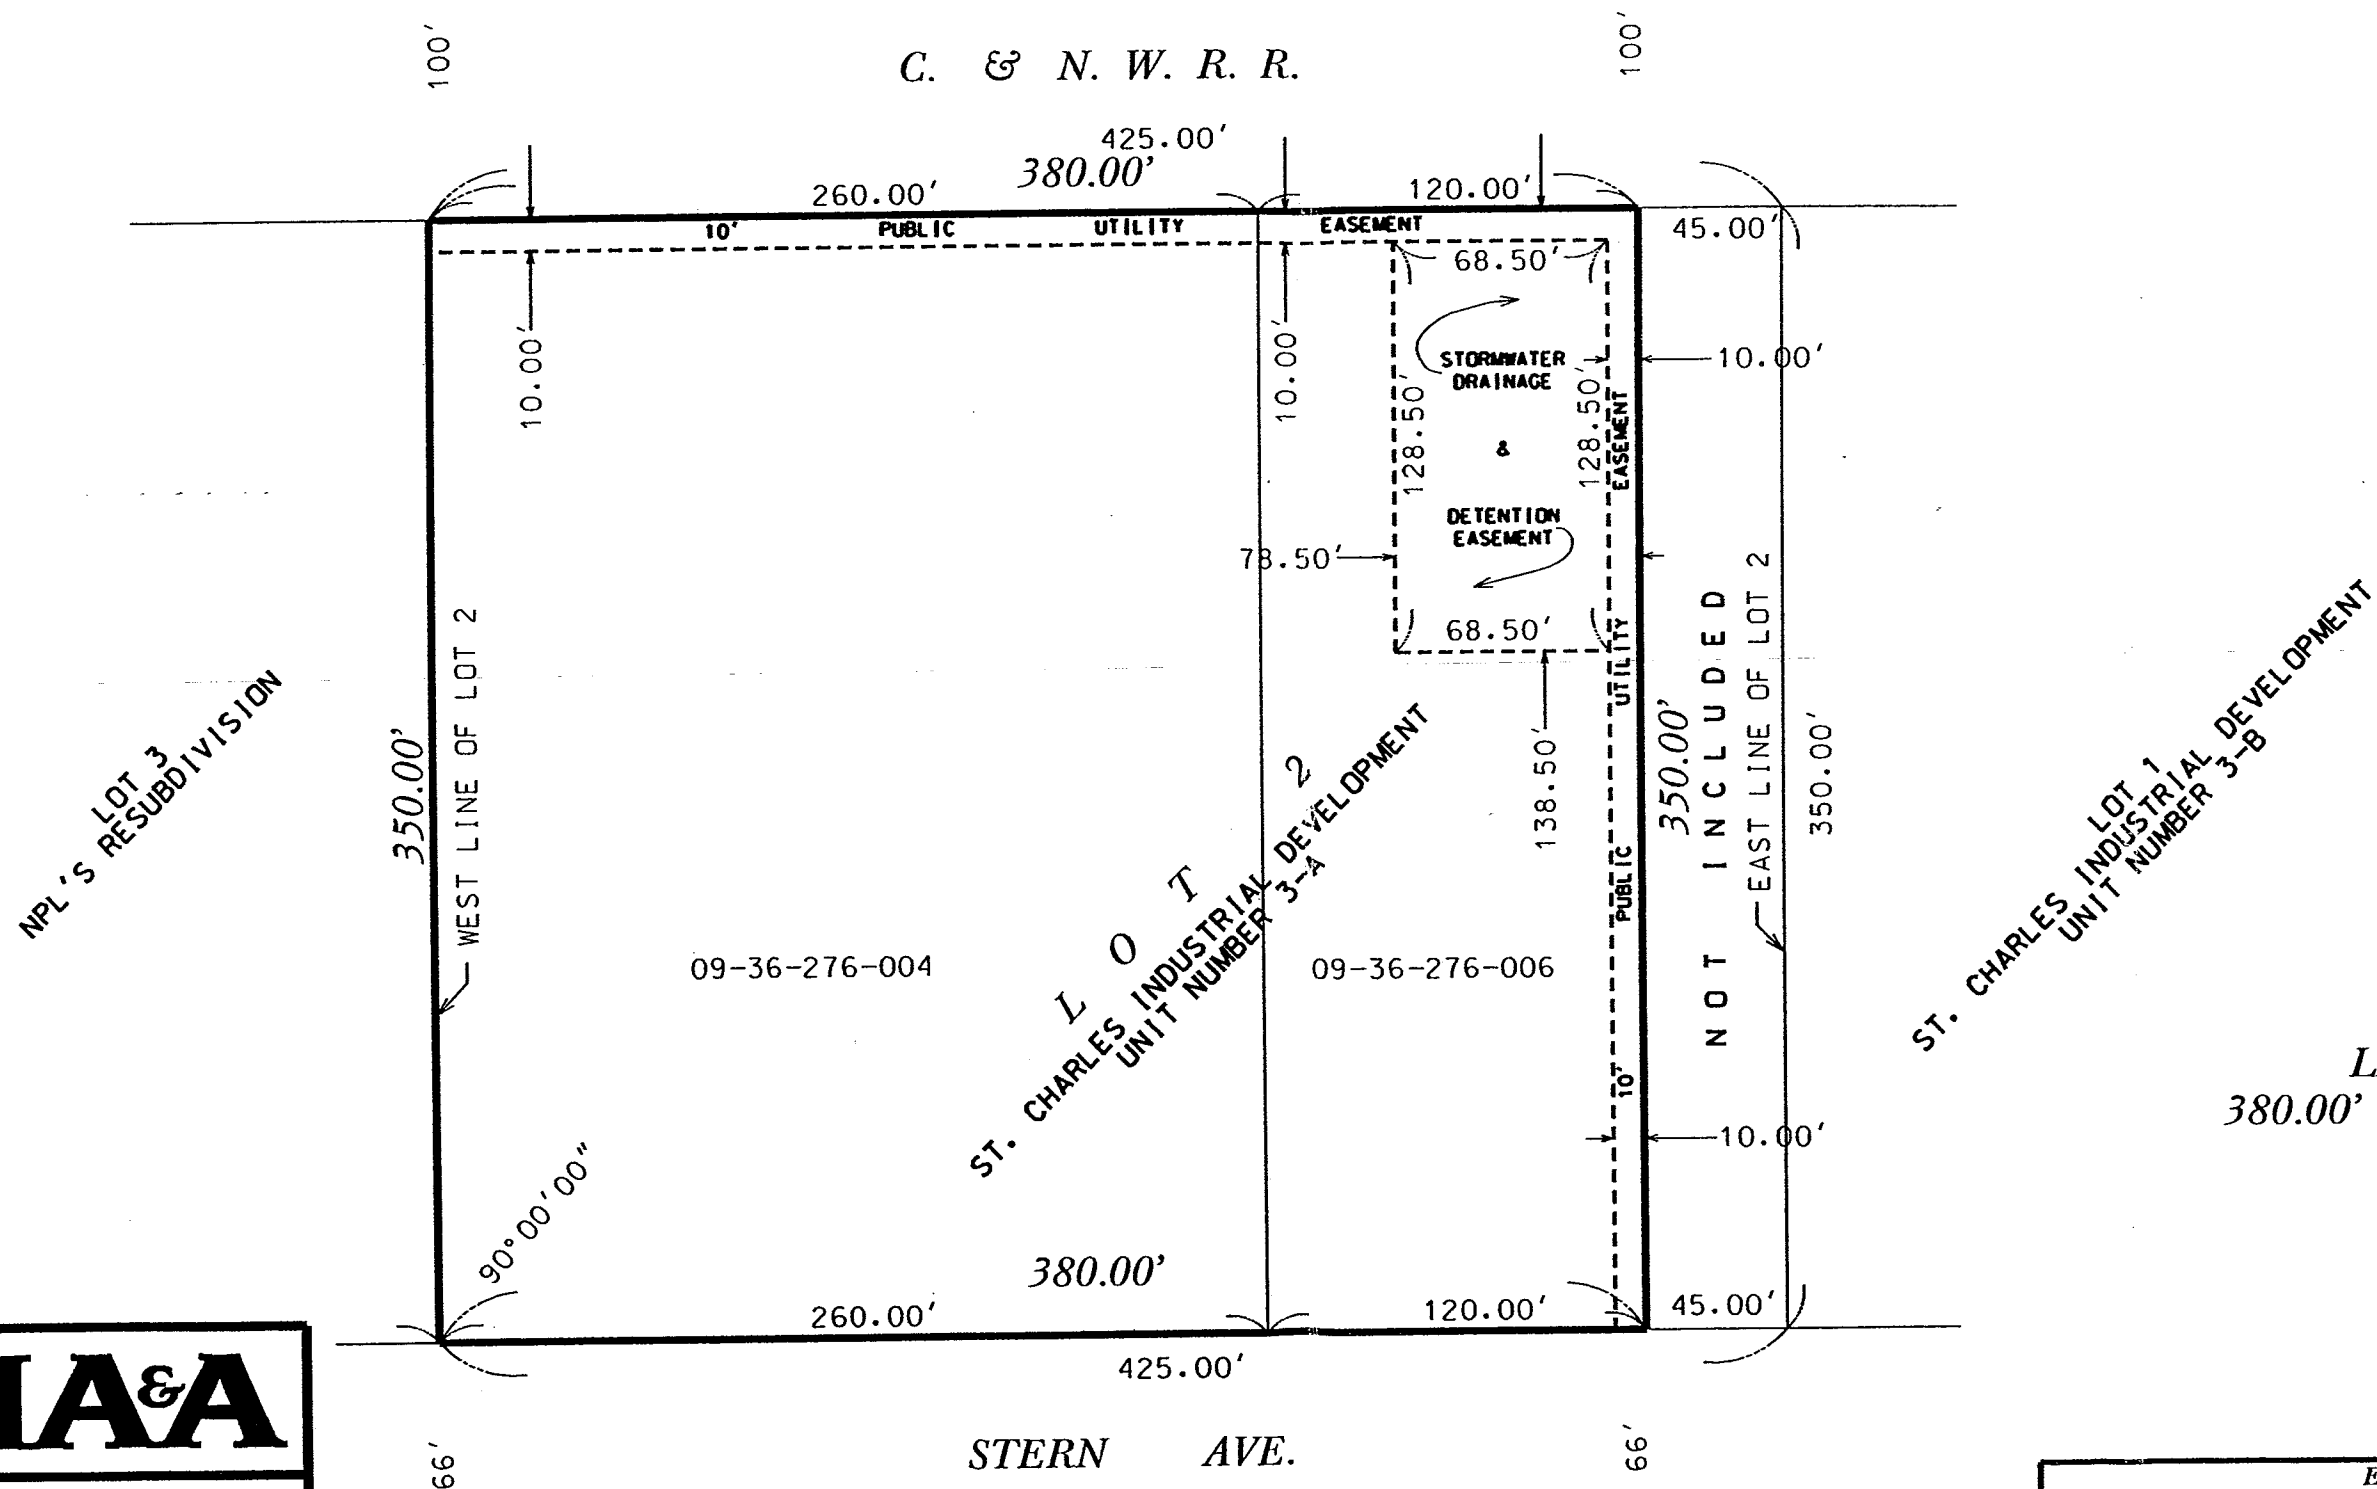 100'
100'
C. & N. W. R. R.
425.00'
380.00'
260.00'
120.00'
45.00'
10' PUBLIC UTILITY EASEMENT
68.50'
10.00'
10.00'
STORMWATER
DRAINAGE
&
DETENTION
EASEMENT
128.50'
128.50'
10.00'
78.50'
68.50'
138.50'
10' PUBLIC UTILITY EASEMENT
350.00'
NOT INCLUDED
EAST LINE OF LOT 2
350.00'
LOT 3
NPL'S RESUBDIVISION
350.00'
WEST LINE OF LOT 2
LOT 2
ST. CHARLES INDUSTRIAL DEVELOPMENT
UNIT NUMBER 3-A
LOT 1
ST. CHARLES INDUSTRIAL DEVELOPMENT
UNIT NUMBER 3-B
09-36-276-004
09-36-276-006
L
380.00'
10.00'
90°00'00"
380.00'
260.00'
120.00'
45.00'
425.00'
A&A
STERN AVE.
66'
66'
E